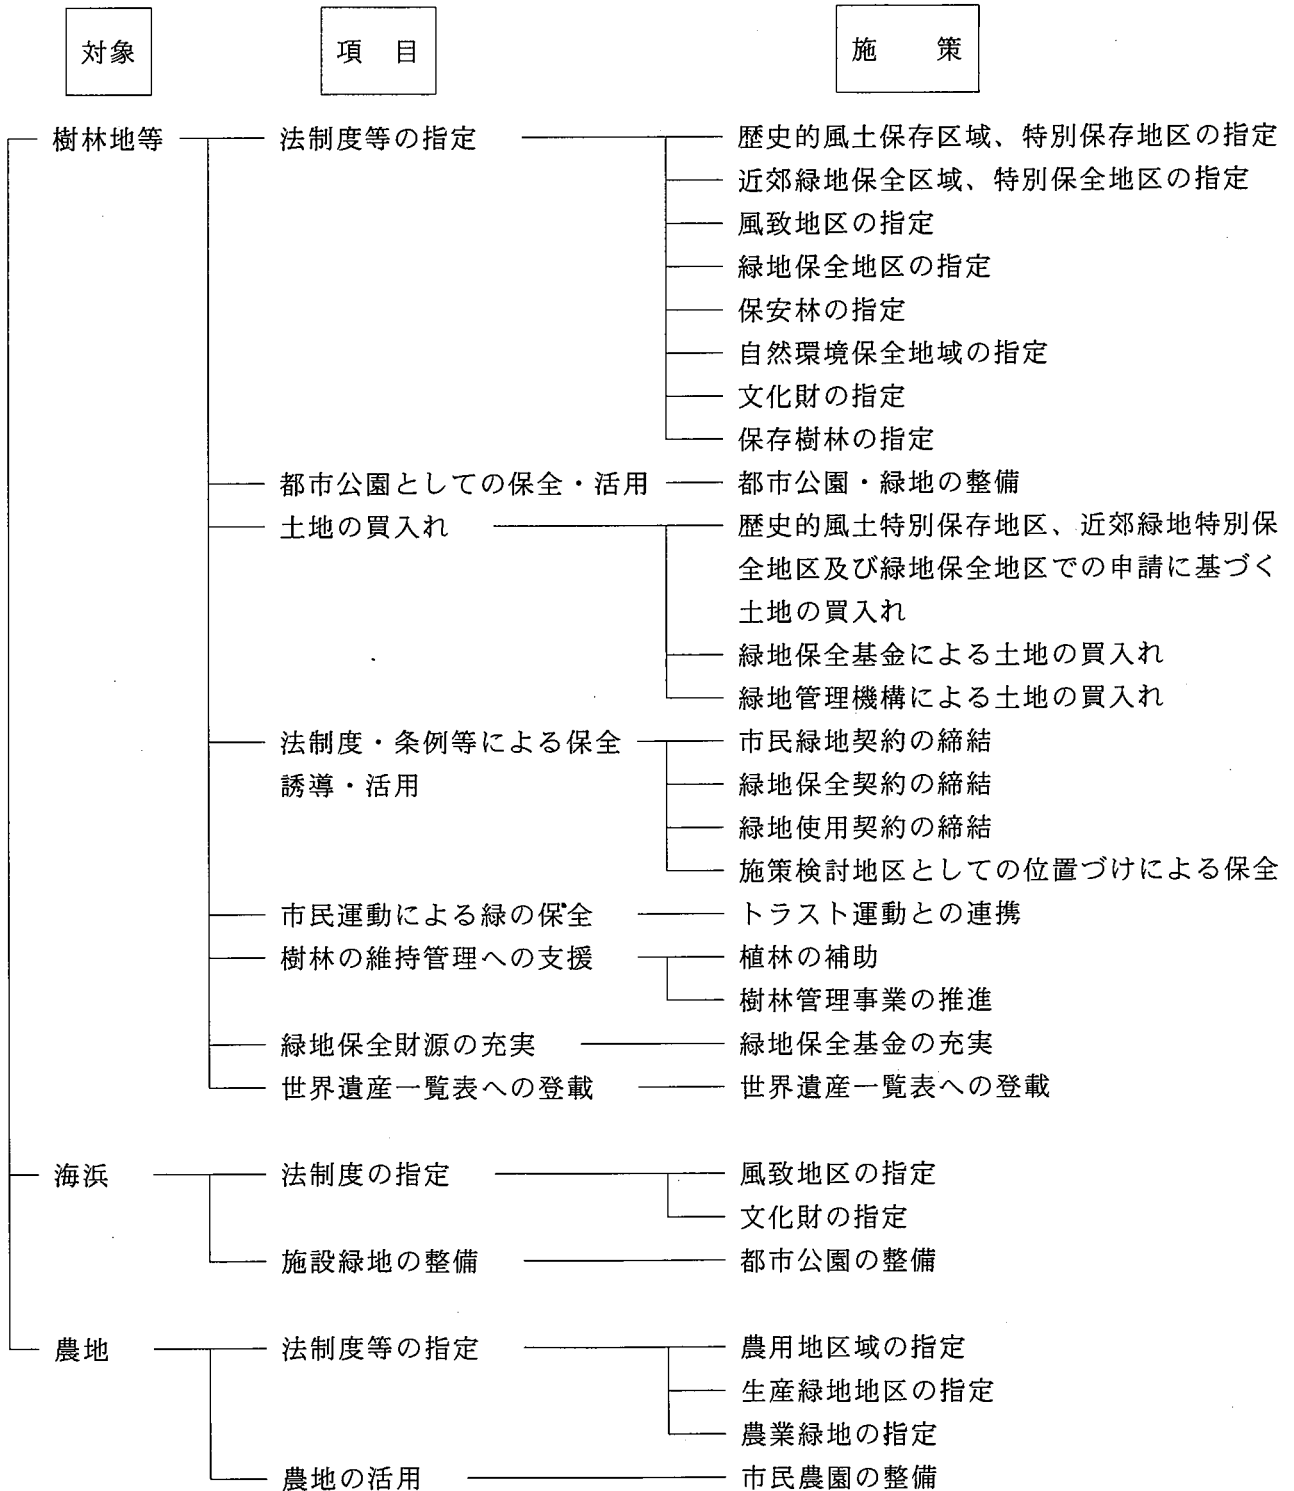 対象 項目 施策
樹林地等 法制度等の指定 歴史的風土保存区域、特別保存地区の指定
近郊緑地保全区域、特別保全地区の指定
風致地区の指定
緑地保全地区の指定
保安林の指定
自然環境保全地域の指定
文化財の指定
保存樹林の指定
都市公園としての保全・活用 都市公園・緑地の整備
土地の買入れ 歴史的風土特別保存地区、近郊緑地特別保
全地区及び緑地保全地区での申請に基づく
土地の買入れ
緑地保全基金による土地の買入れ
緑地管理機構による土地の買入れ
法制度・条例等による保全 市民緑地契約の締結
誘導・活用 緑地保全契約の締結
緑地使用契約の締結
施策検討地区としての位置づけによる保全
市民運動による緑の保全 トラスト運動との連携
樹林の維持管理への支援 植林の補助
樹林管理事業の推進
緑地保全財源の充実 緑地保全基金の充実
世界遺産一覧表への登載 世界遺産一覧表への登載
海浜 法制度の指定 風致地区の指定
文化財の指定
施設緑地の整備 都市公園の整備
農地 法制度等の指定 農用地区域の指定
生産緑地地区の指定
農業緑地の指定
農地の活用 市民農園の整備